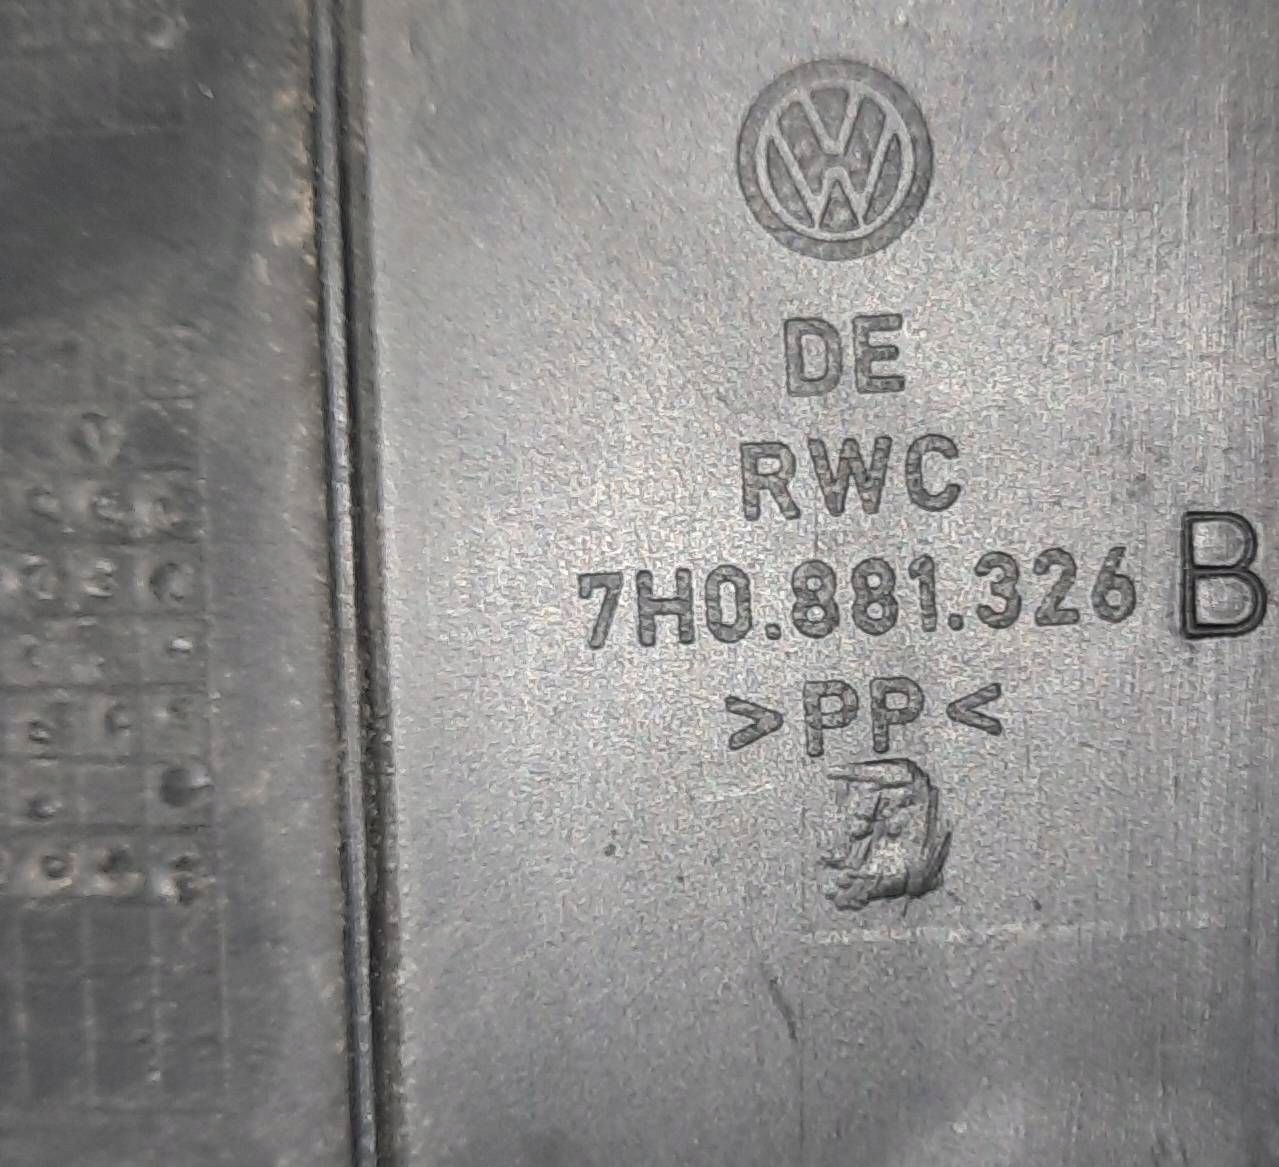 DE
RWC
7H0.881.326 B
>PP<